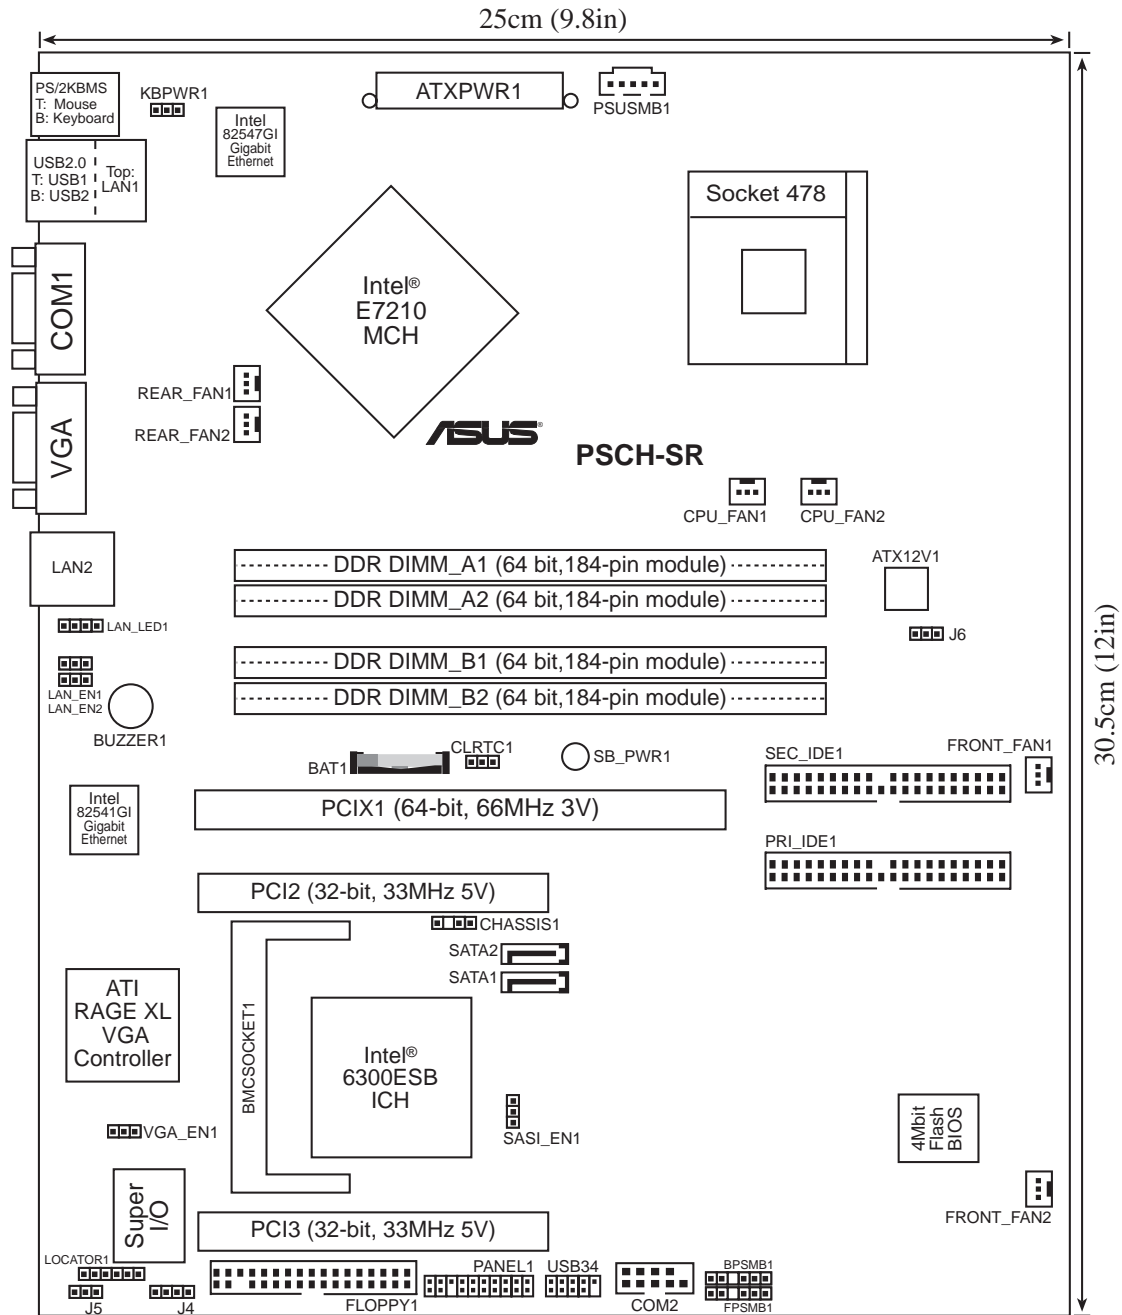 25cm (9.8in)
PS/2KBMS
T: Mouse
B: Keyboard
KBPWR1
ATXPWR1
PSUSMB1
Intel
82547GI
Gigabit
Ethernet
USB2.0
T: USB1
B: USB2
Top:
LAN1
Socket 478
COM1
Intel®
E7210
MCH
REAR_FAN1
REAR_FAN2
VGA
ASUS®
PSCH-SR
CPU_FAN1
CPU_FAN2
LAN2
DDR DIMM_A1 (64 bit,184-pin module)
DDR DIMM_A2 (64 bit,184-pin module)
ATX12V1
J6
LAN_LED1
DDR DIMM_B1 (64 bit,184-pin module)
DDR DIMM_B2 (64 bit,184-pin module)
LAN_EN1
LAN_EN2
BUZZER1
30.5cm (12in)
BAT1
CLRTC1
SB_PWR1
SEC_IDE1
FRONT_FAN1
Intel
82541GI
Gigabit
Ethernet
PCIX1 (64-bit, 66MHz 3V)
PRI_IDE1
PCI2 (32-bit, 33MHz 5V)
CHASSIS1
SATA2
SATA1
ATI
RAGE XL
VGA
Controller
BMCSOCKET1
Intel®
6300ESB
ICH
VGA_EN1
SASI_EN1
4Mbit
Flash
BIOS
Super
I/O
FRONT_FAN2
PCI3 (32-bit, 33MHz 5V)
LOCATOR1
J5
J4
FLOPPY1
PANEL1
USB34
COM2
BPSMB1
FPSMB1